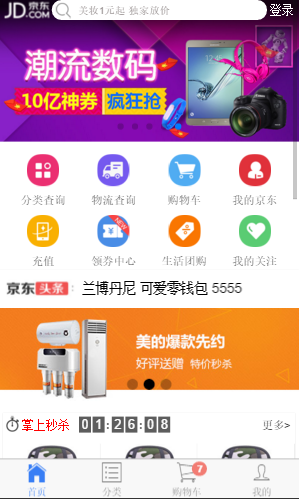 JD 京东 JD.COM 美妆1元起 独家放价 登录
潮流数码
10亿神券 疯狂抢
分类查询 物流查询 购物车 我的京东
NEW
充值 领券中心 生活团购 我的关注
京东头条: 兰博丹尼 可爱零钱包 5555
美的爆款先约
好评送赠 特价秒杀
掌上秒杀 01:26:08 更多>
7
首页 分类 购物车 我的